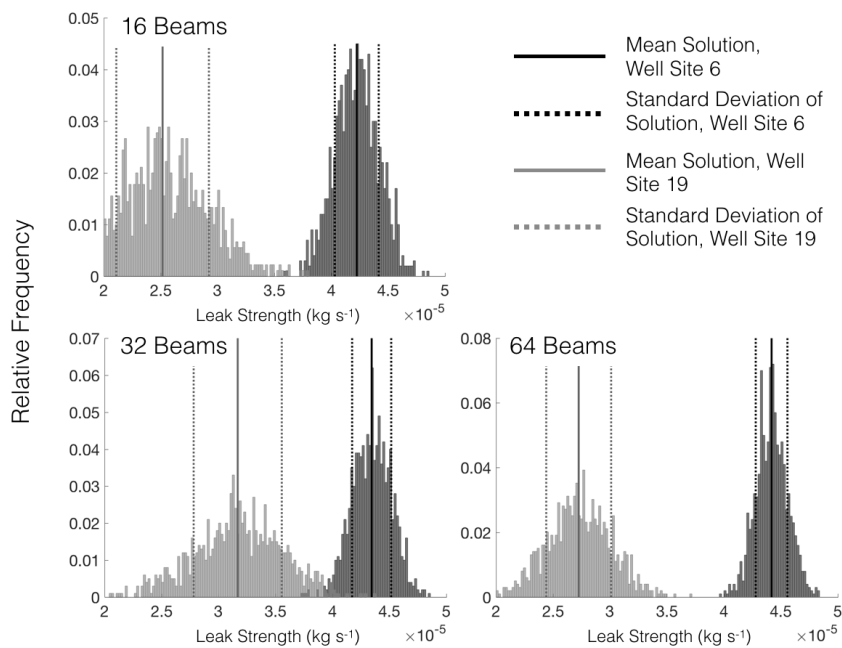 16 Beams
0.05
0.04
0.03
0.02
0.01
0
2 2.5 3 3.5 4 4.5 5
Leak Strength (kg s-1) ×10-5
Mean Solution,
Well Site 6
Standard Deviation of
Solution, Well Site 6
Mean Solution, Well
Site 19
Standard Deviation of
Solution, Well Site 19
Relative Frequency
32 Beams
0.07
0.06
0.05
0.04
0.03
0.02
0.01
0
2 2.5 3 3.5 4 4.5 5
Leak Strength (kg s-1) ×10-5
64 Beams
0.08
0.06
0.04
0.02
0
2 2.5 3 3.5 4 4.5 5
Leak Strength (kg s-1) ×10-5